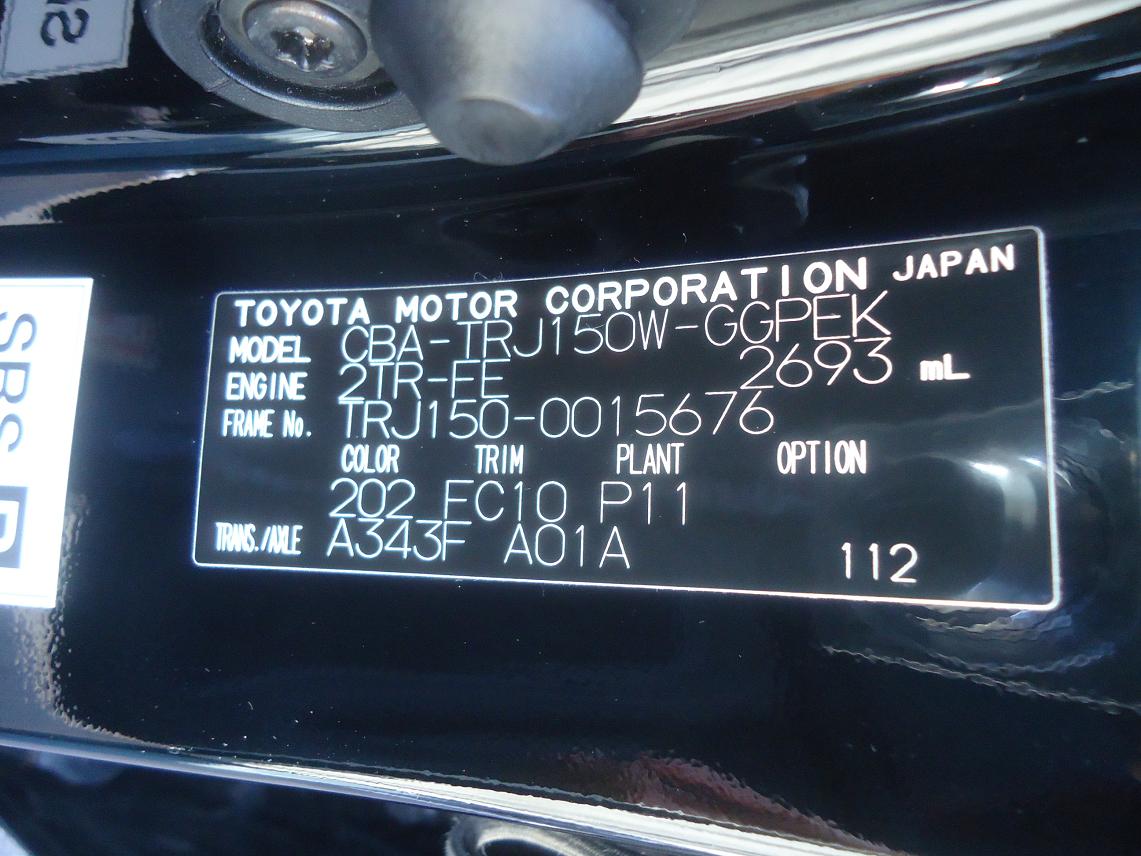 TOYOTA MOTOR CORPORATION JAPAN
MODEL CBA-TRJ150W-GGPEK
ENGINE 2TR-FE 2693 mL
FRAME No. TRJ150-0015676
COLOR TRIM PLANT OPTION
202 FC10 P11
TRANS./AXLE A343F A01A
112
SRS